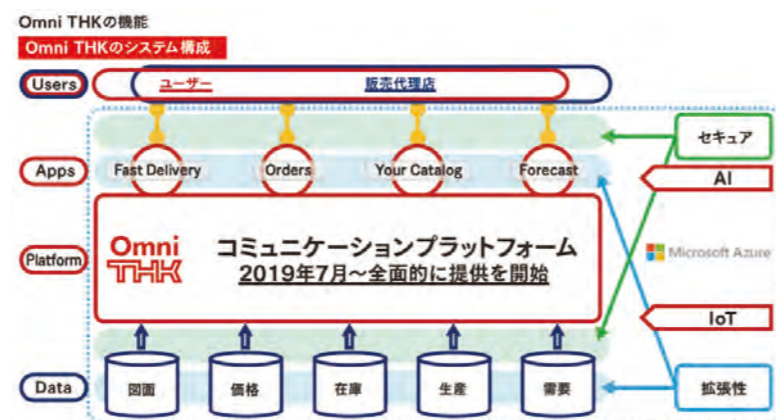 Omni THKの機能
Omni THKのシステム構成
Users
ユーザー
販売代理店
セキュア
Apps
Fast Delivery
Orders
Your Catalog
Forecast
AI
Platform
Omni
THK
コミュニケーションプラットフォーム
2019年7月~全面的に提供を開始
Microsoft Azure
IoT
Data
図面
価格
在庫
生産
需要
拡張性